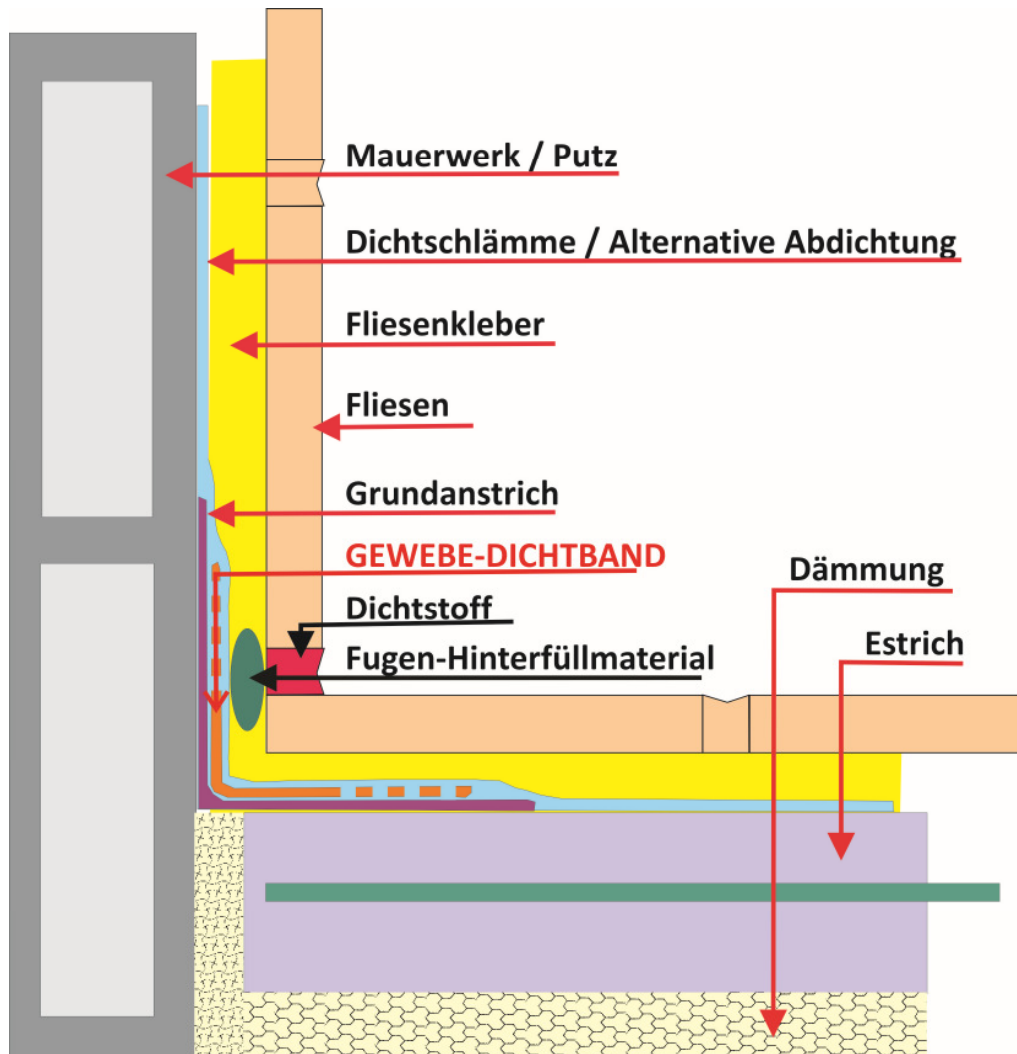 Mauerwerk / Putz
Dichtschlämme / Alternative Abdichtung
Fliesenkleber
Fliesen
Grundanstrich
GEWEBE-DICHTBAND
Dichtstoff
Fugen-Hinterfüllmaterial
Dämmung
Estrich